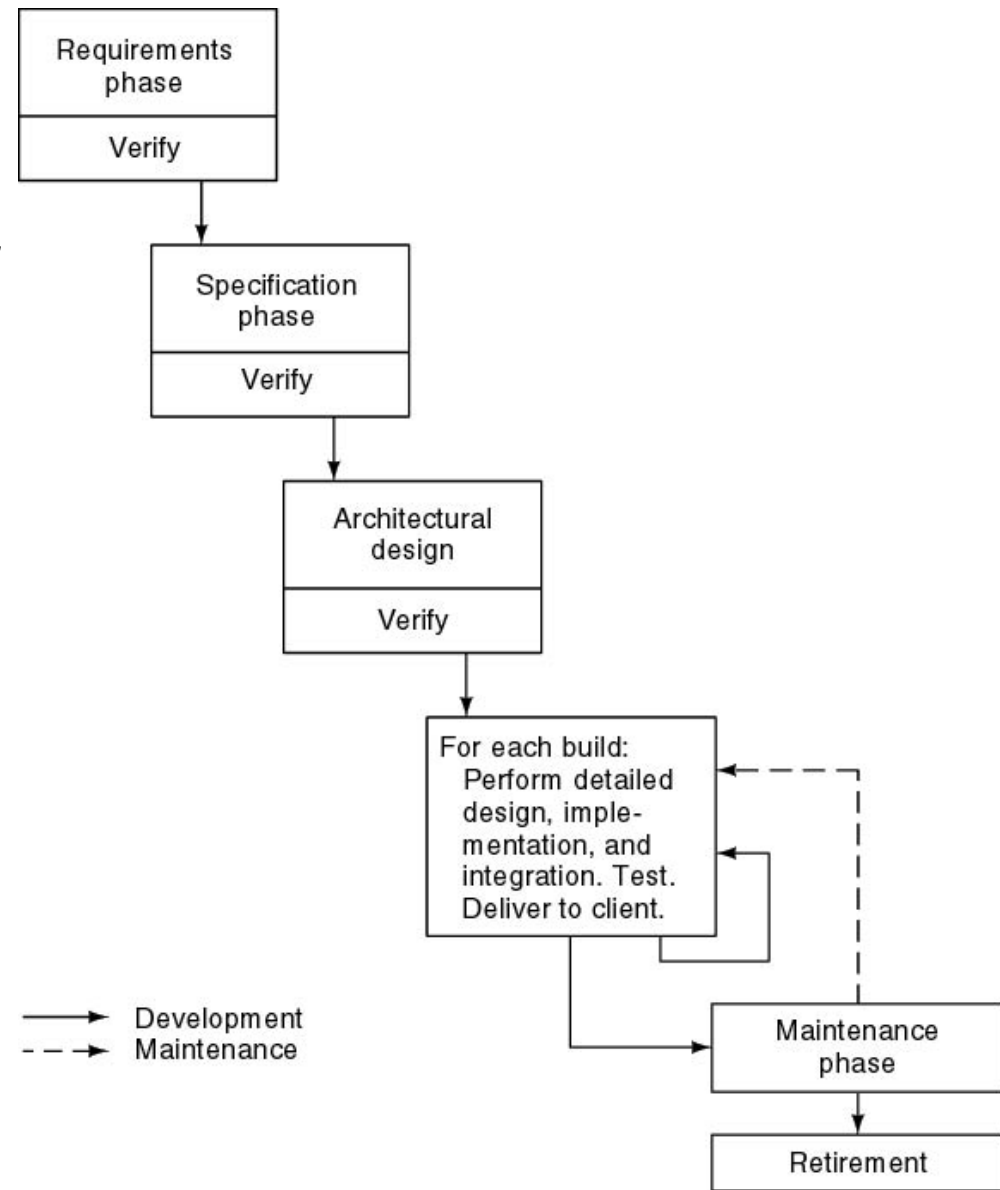 Requirements
phase
Verify
Specification
phase
Verify
Architectural
design
Verify
For each build:
Perform detailed
design, imple-
mentation, and
integration. Test.
Deliver to client.
Development
Maintenance
Maintenance
phase
Retirement